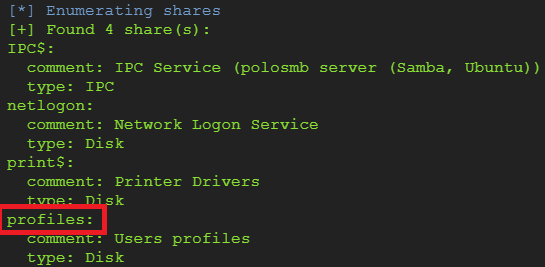 [*] Enumerating shares
[+] Found 4 share(s):
IPC$:
comment: IPC Service (polosmb server (Samba, Ubuntu))
type: IPC
netlogon:
comment: Network Logon Service
type: Disk
print$:
comment: Printer Drivers
type: Disk
profiles:
comment: Users profiles
type: Disk